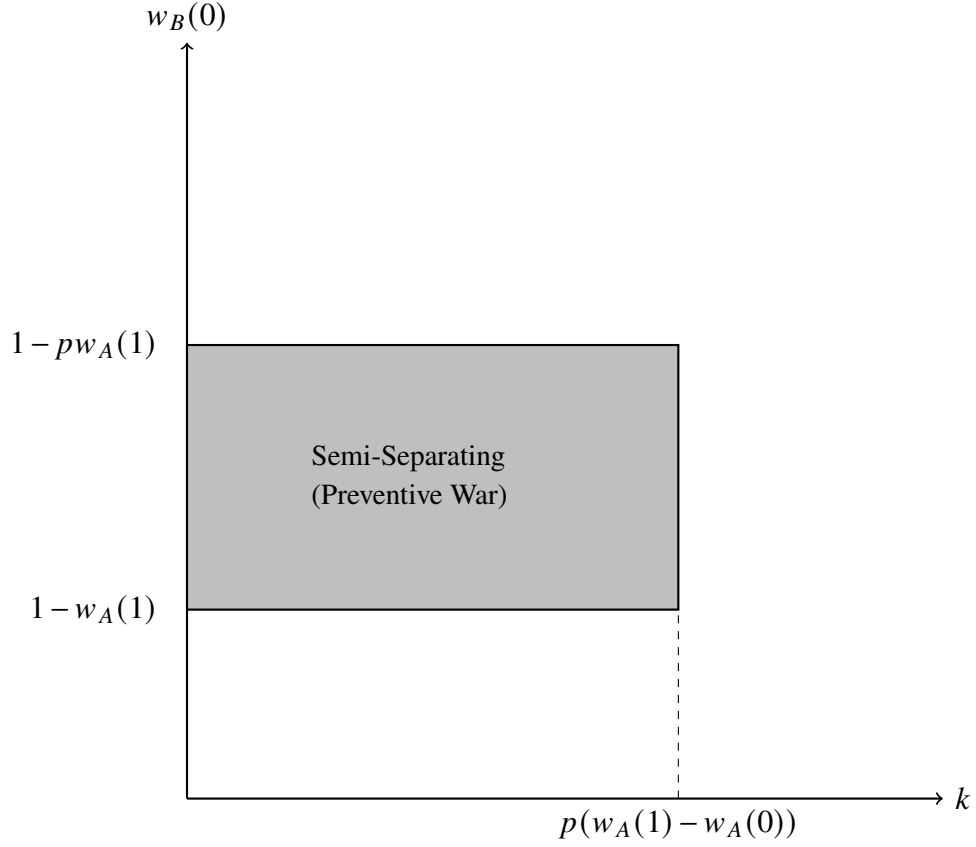 w_B(0)
1 − pw_A(1)
Semi-Separating
(Preventive War)
1 − w_A(1)
k
p(w_A(1) − w_A(0))